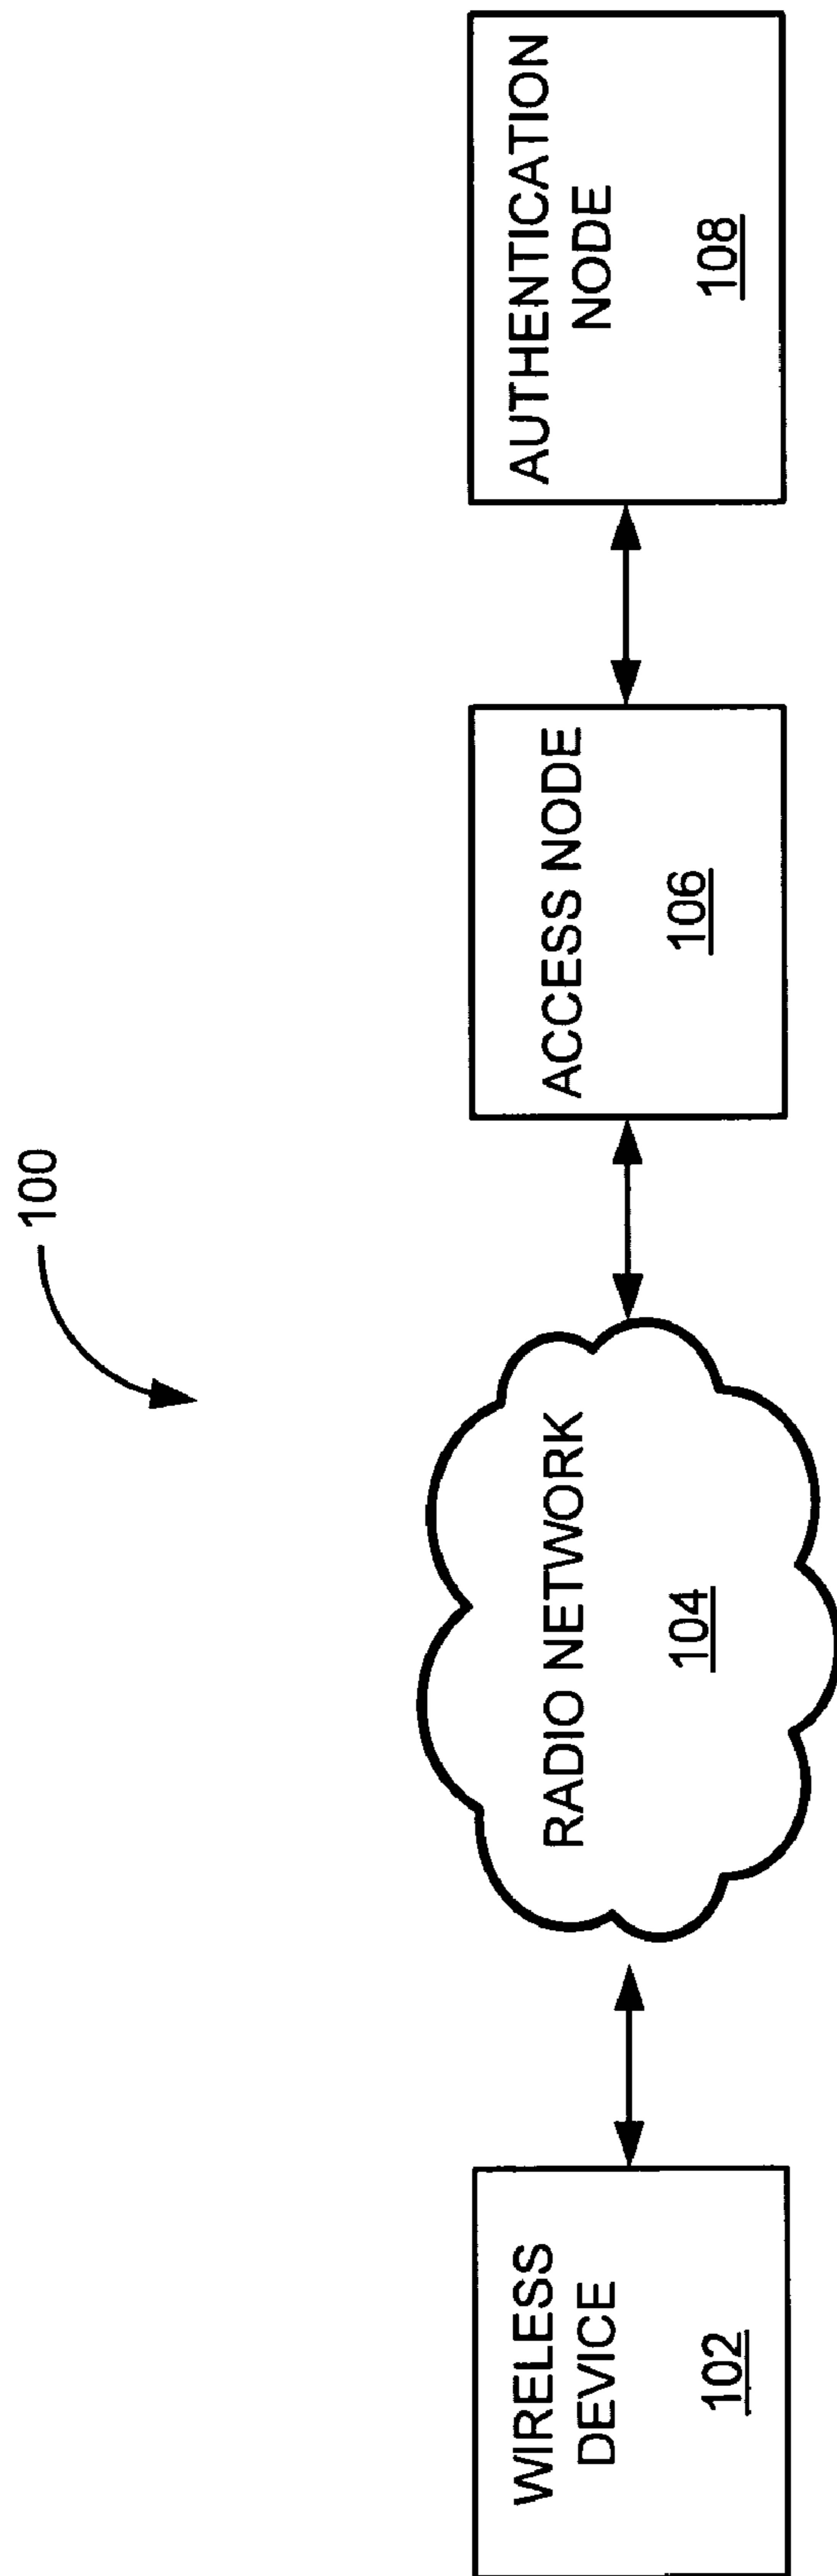 100
WIRELESS
DEVICE
102
RADIO NETWORK
104
ACCESS NODE
106
AUTHENTICATION
NODE
108